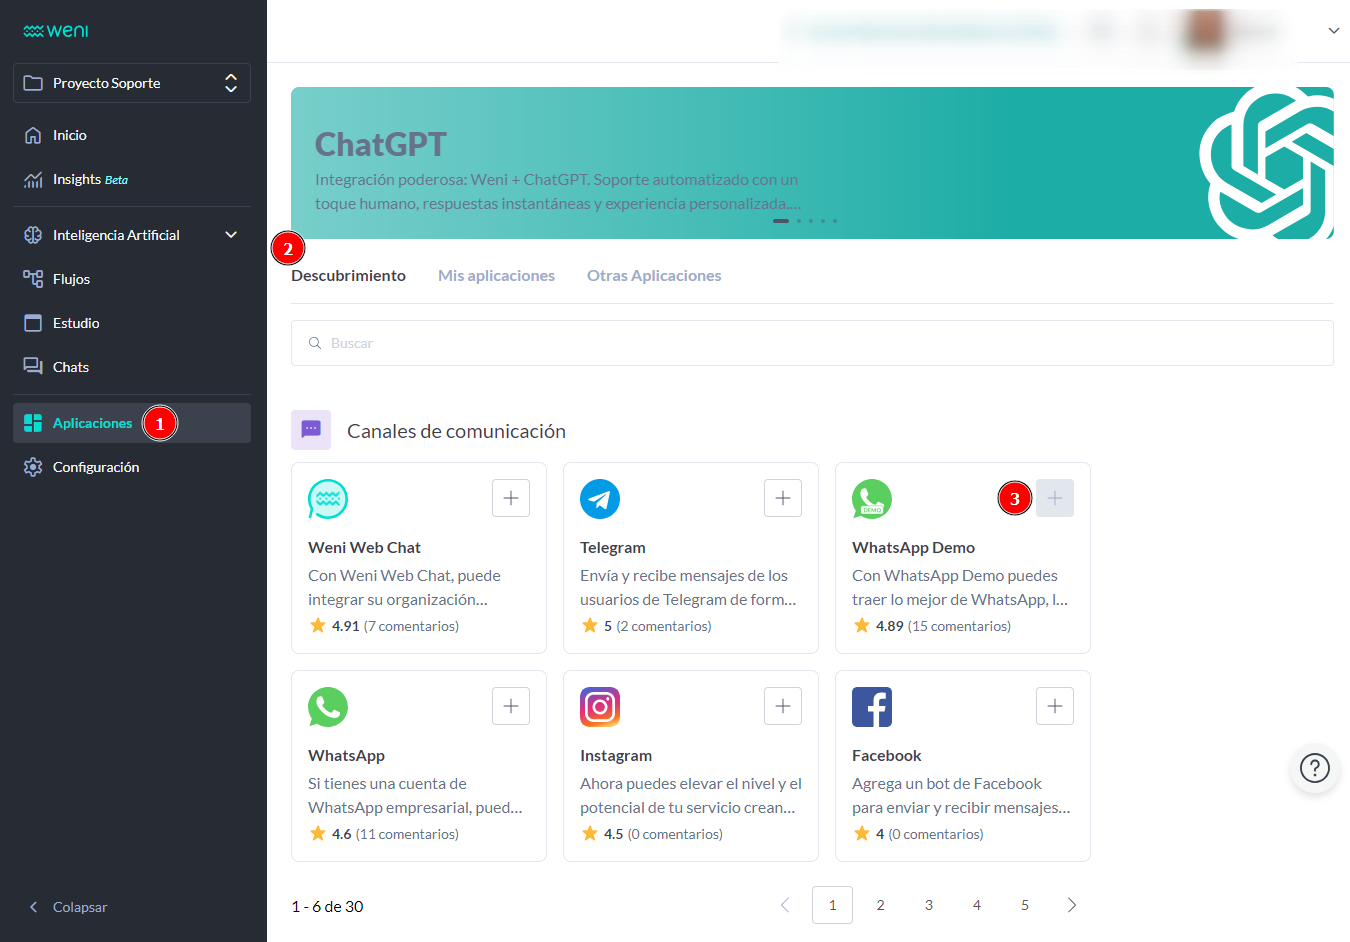 weni
Proyecto Soporte
Inicio
Insights Beta
Inteligencia Artificial
Flujos
Estudio
Chats
Aplicaciones
1
Configuración
Colapsar
ChatGPT
Integración poderosa: Weni + ChatGPT. Soporte automatizado con un
toque humano, respuestas instantáneas y experiencia personalizada....
2
Descubrimiento Mis aplicaciones Otras Aplicaciones
Buscar
Canales de comunicación
Weni Web Chat
Con Weni Web Chat, puede
integrar su organización...
4.91 (7 comentarios)
Telegram
Envía y recibe mensajes de los
usuarios de Telegram de form...
5 (2 comentarios)
DEMO
3
WhatsApp Demo
Con WhatsApp Demo puedes
traer lo mejor de WhatsApp, l...
4.89 (15 comentarios)
WhatsApp
Si tienes una cuenta de
WhatsApp empresarial, pued...
4.6 (11 comentarios)
Instagram
Ahora puedes elevar el nivel y el
potencial de tu servicio crean...
4.5 (0 comentarios)
Facebook
Agrega un bot de Facebook
para enviar y recibir mensajes...
4 (0 comentarios)
1 - 6 de 30
1 2 3 4 5
?